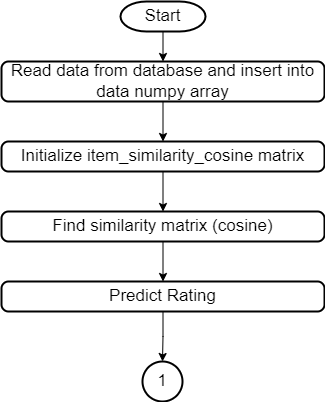 Start
Read data from database and insert into
data numpy array
Initialize item_similarity_cosine matrix
Find similarity matrix (cosine)
Predict Rating
1